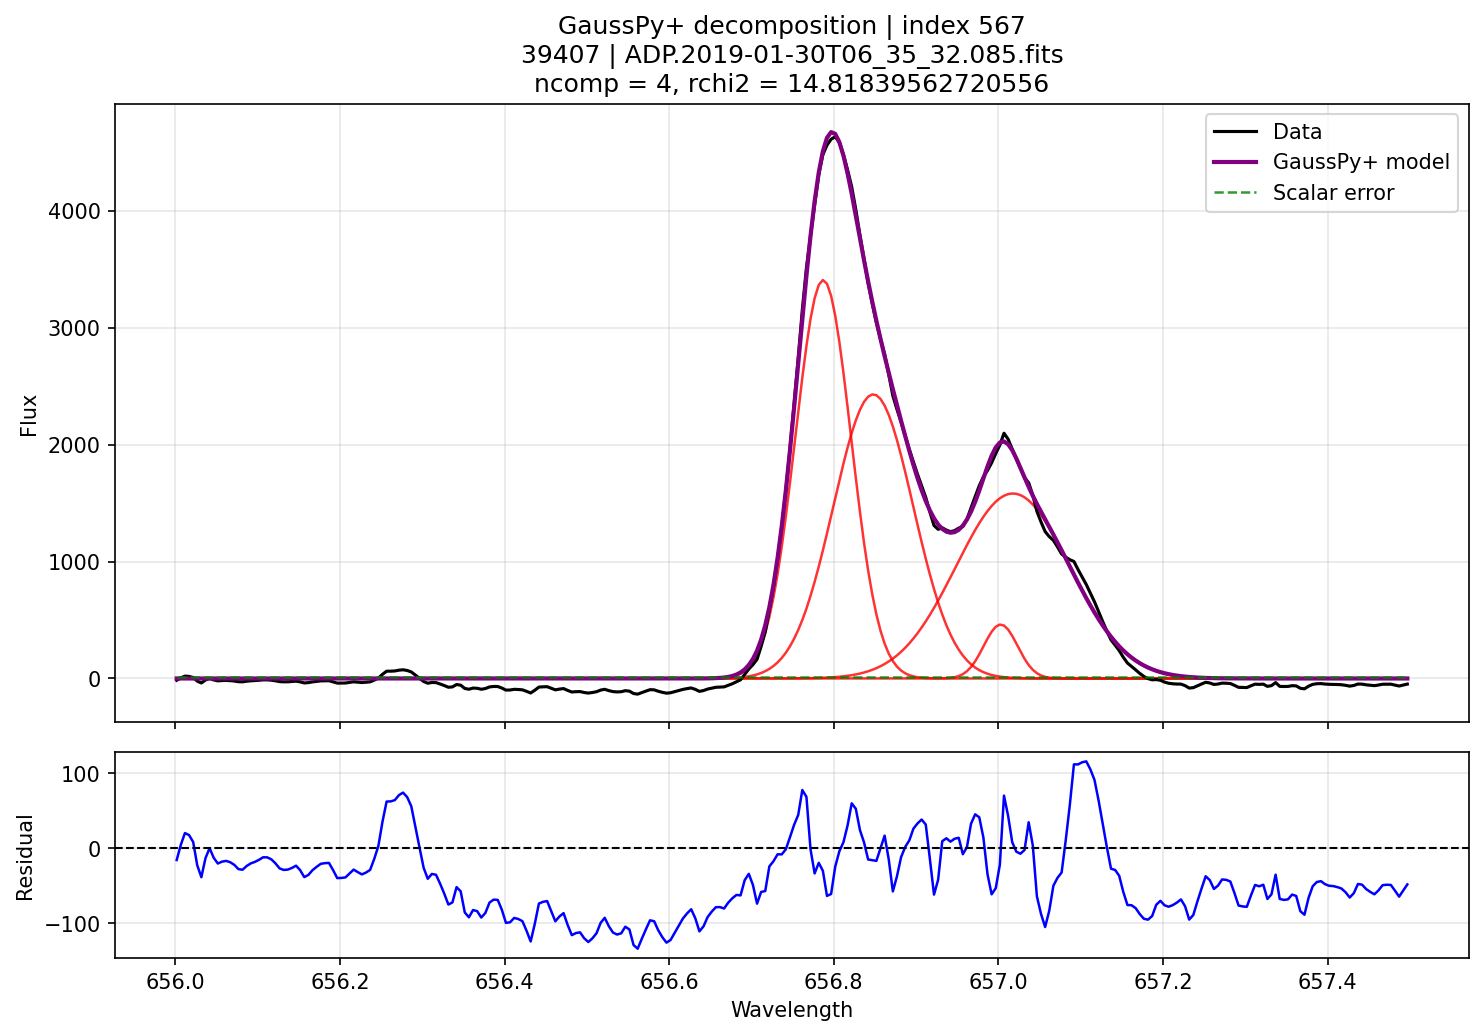 GaussPy+ decomposition | index 567
39407 | ADP.2019-01-30T06_35_32.085.fits
ncomp = 4, rchi2 = 14.81839562720556
Data
GaussPy+ model
Scalar error
Flux
4000
3000
2000
1000
0
Residual
100
0
−100
656.0 656.2 656.4 656.6 656.8 657.0 657.2 657.4
Wavelength